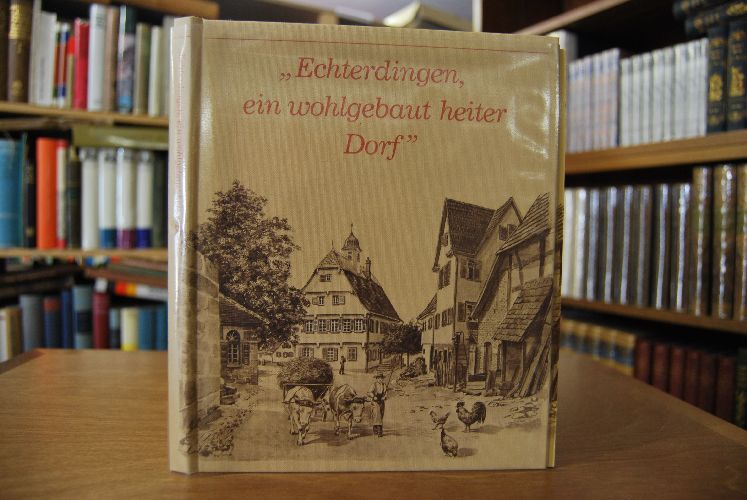 „Echterdingen,
ein wohlgebaut heiter
Dorf”